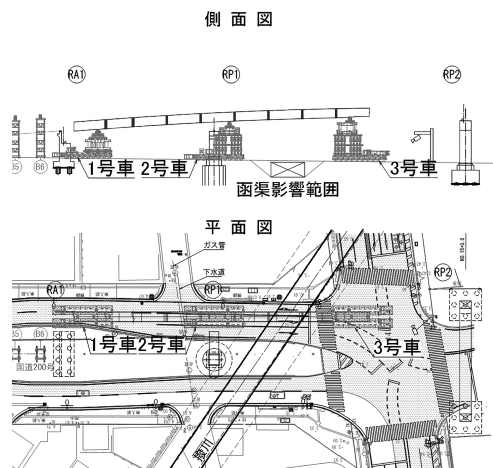 側面図
RA1
RP1
RP2
B5
B6
1号車
2号車
3号車
函渠影響範囲
平面図
ガス管
下水道
RA1
RP1
RP2
B5
B6
1号車
2号車
3号車
国道200号